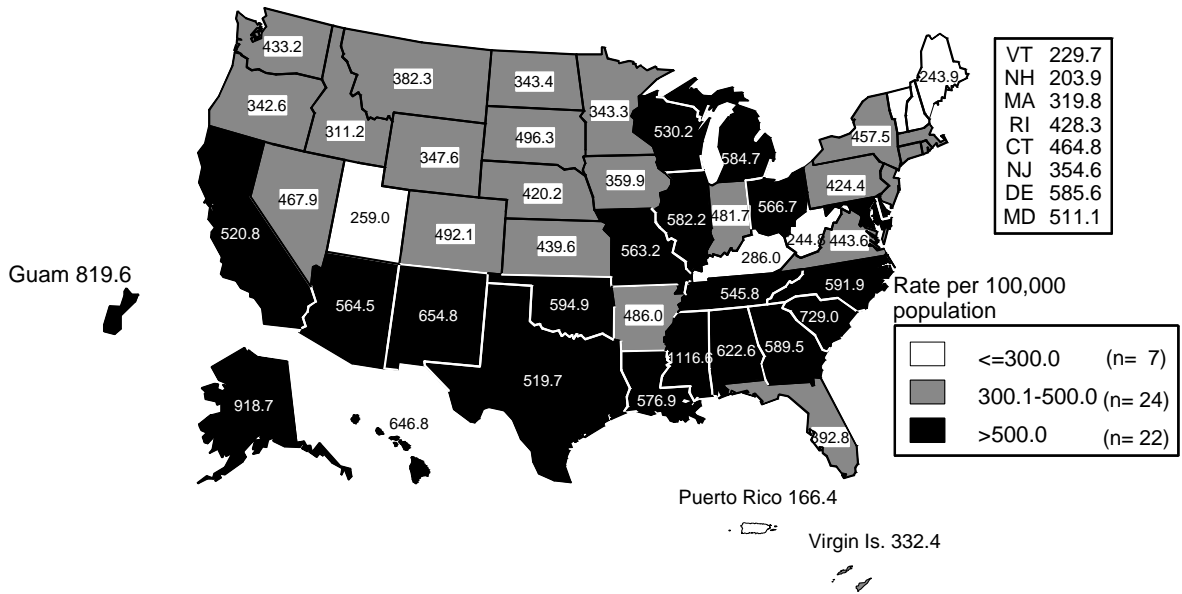 433.2
382.3
343.4
343.3
342.6
311.2
347.6
496.3
530.2
584.7
457.5
243.9
VT 229.7
NH 203.9
MA 319.8
RI 428.3
CT 464.8
NJ 354.6
DE 585.6
MD 511.1
467.9
259.0
492.1
420.2
359.9
582.2
481.7
566.7
424.4
520.8
439.6
563.2
286.0
244.8
443.6
Guam 819.6
564.5
654.8
594.9
486.0
545.8
591.9
729.0
519.7
576.9
1116.6
622.6
589.5
392.8
918.7
646.8
Rate per 100,000
population
<=300.0 (n= 7)
300.1-500.0 (n= 24)
>500.0 (n= 22)
Puerto Rico 166.4
Virgin Is. 332.4